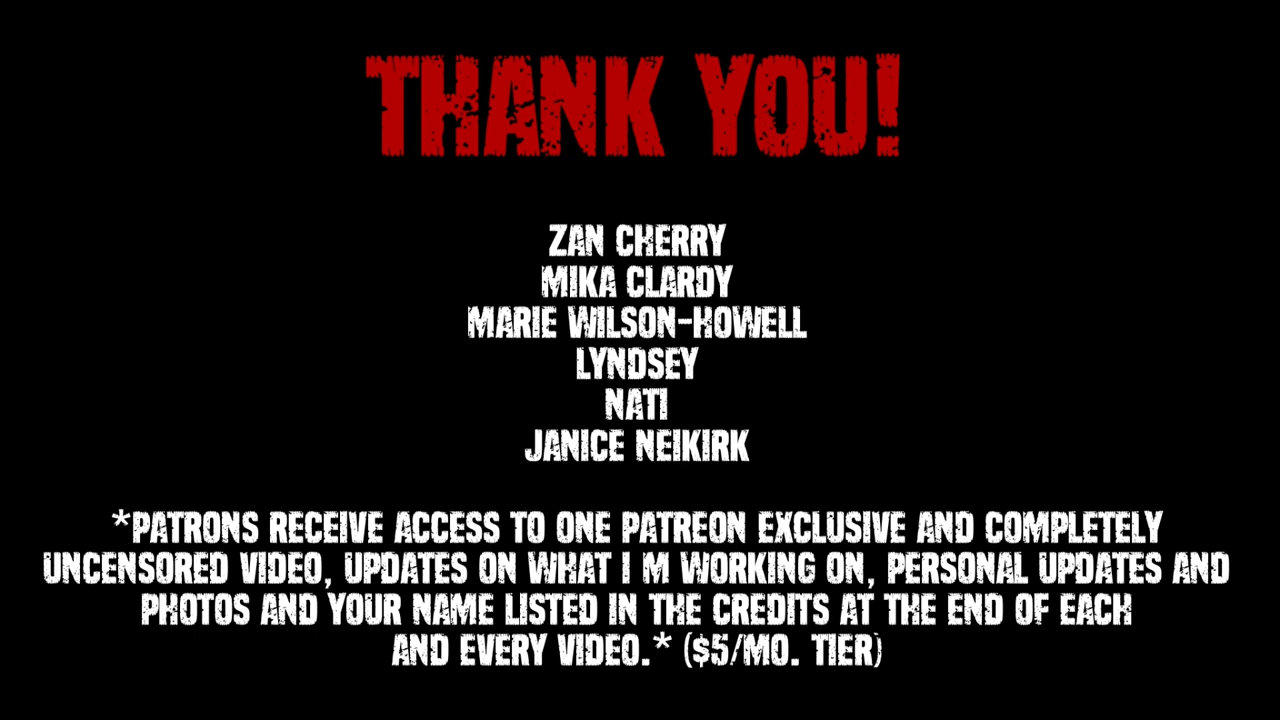 THANK YOU!
ZAN CHERRY
MIKA CLARDY
MARIE WILSON-HOWELL
LYNDSEY
NATI
JANICE NEIKIRK
*PATRONS RECEIVE ACCESS TO ONE PATREON EXCLUSIVE AND COMPLETELY
UNCENSORED VIDEO, UPDATES ON WHAT I M WORKING ON, PERSONAL UPDATES AND
PHOTOS AND YOUR NAME LISTED IN THE CREDITS AT THE END OF EACH
AND EVERY VIDEO.* ($5/MO. TIER)